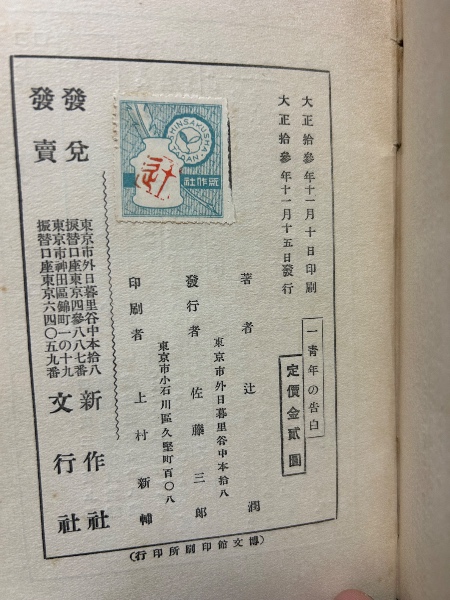 大正拾參年十一月十日印刷
大正拾參年十一月十五日發行
一青年の告白
定價金貳圓
著者 辻潤
東京市外日暮里谷中本拾八
發行者 佐藤三郎
東京市小石川區久堅町百〇八
印刷者 上村新輔
SHINSAKUSHA
JAPAN
新作社
發兌
東京市外日暮里谷中本拾八
振替口座東京四參八八七番
新作社
發賣
東京市神田區錦町一の十九
振替口座東京六四〇五九番
文行社
(博文館印刷所印行)